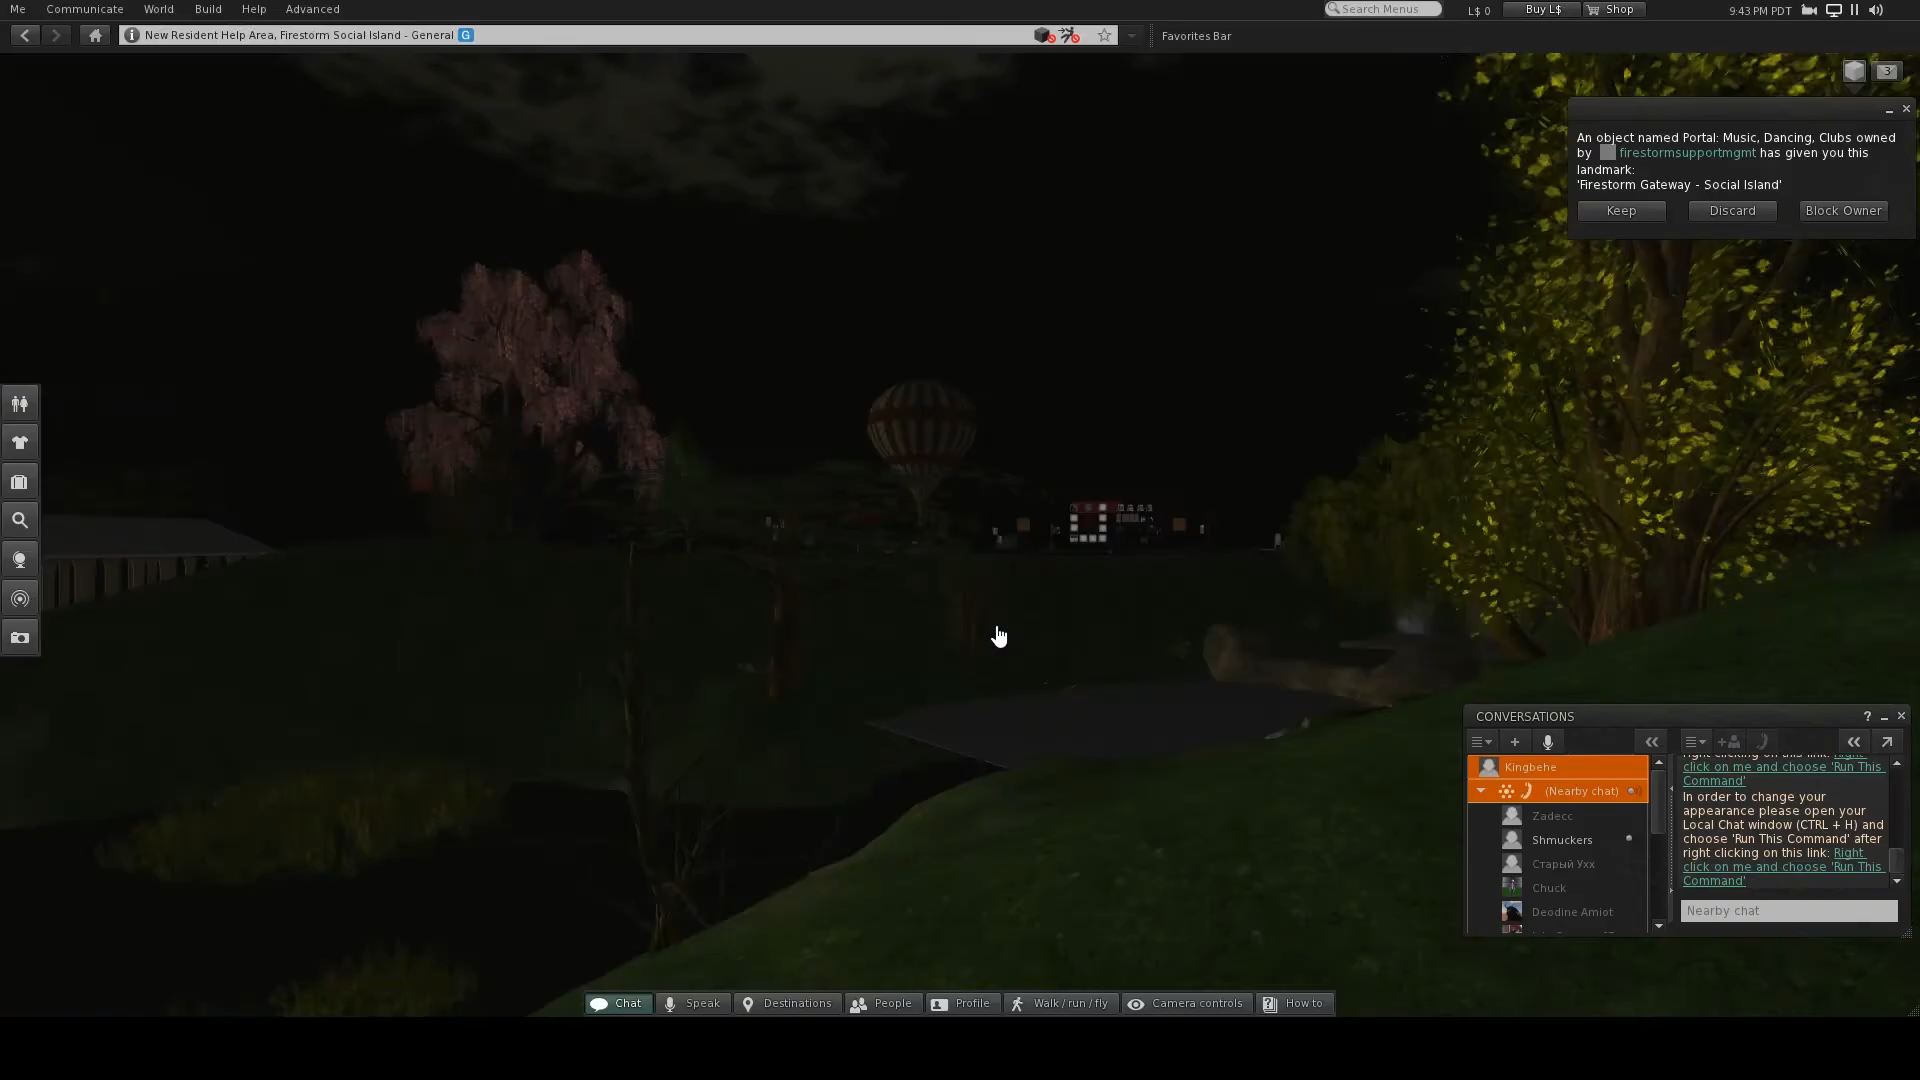 Me Communicate World Build Help Advanced
Search Menus L$ 0 Buy L$ Shop 9:43 PM PDT
New Resident Help Area, Firestorm Social Island - General G
Favorites Bar
3
An object named Portal: Music, Dancing, Clubs owned
by firestormsupportmgmt has given you this
landmark:
'Firestorm Gateway - Social Island'
Keep Discard Block Owner
CONVERSATIONS
Kingbehe
(Nearby chat)
Zadecc
Shmuckers
Старый Ухх
Chuck
Deodine Amiot
right clicking on this link: Right
click on me and choose 'Run This
Command'
In order to change your
appearance please open your
Local Chat window (CTRL + H) and
choose 'Run This Command' after
right clicking on this link: Right
click on me and choose 'Run This
Command'
Nearby chat
Chat Speak Destinations People Profile Walk / run / fly Camera controls How to